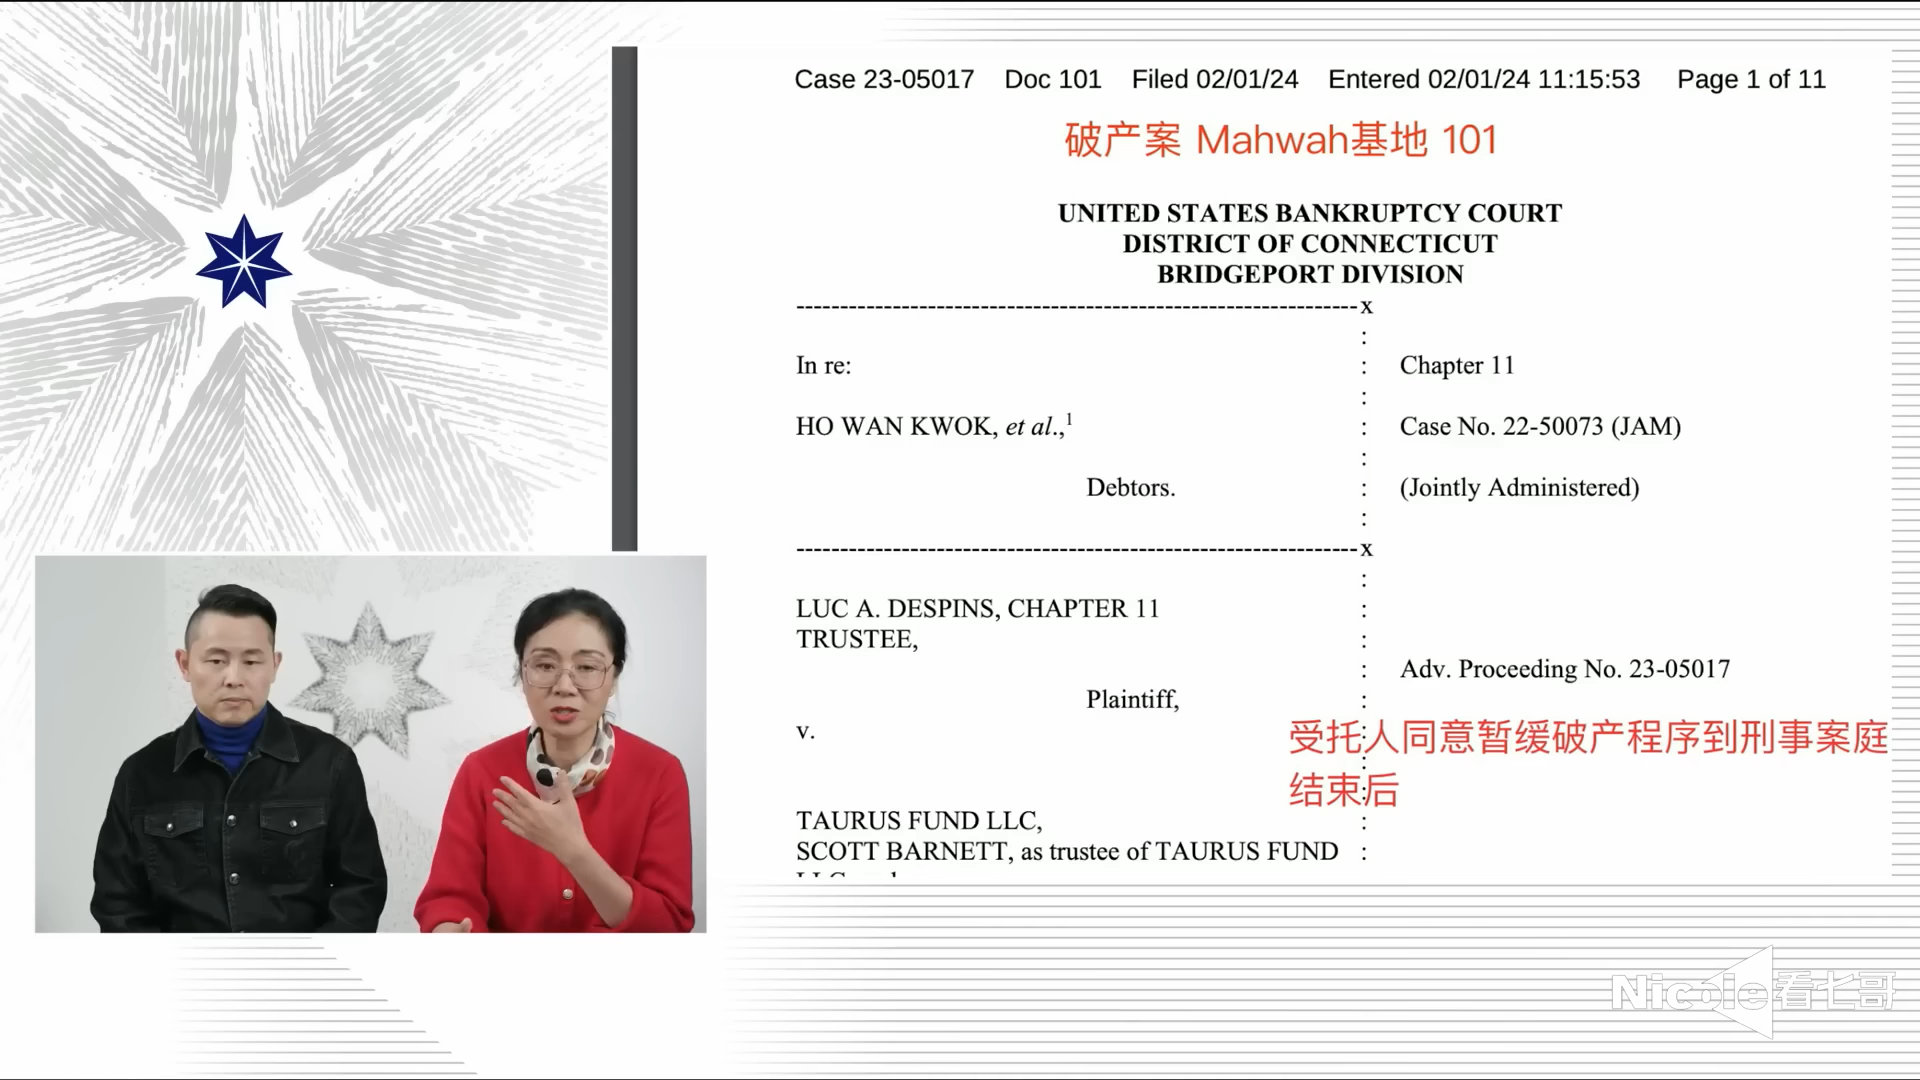 Case 23-05017 Doc 101 Filed 02/01/24 Entered 02/01/24 11:15:53 Page 1 of 11
破产案 Mahwah基地 101
UNITED STATES BANKRUPTCY COURT
DISTRICT OF CONNECTICUT
BRIDGEPORT DIVISION
-----------------------------------------------------------------x
In re:
Chapter 11
HO WAN KWOK, et al.,1
Case No. 22-50073 (JAM)
Debtors.
(Jointly Administered)
-----------------------------------------------------------------x
LUC A. DESPINS, CHAPTER 11
TRUSTEE,
Adv. Proceeding No. 23-05017
Plaintiff,
v.
受托人同意暂缓破产程序到刑事案庭
结束后
TAURUS FUND LLC,
SCOTT BARNETT, as trustee of TAURUS FUND
Nicole看七哥